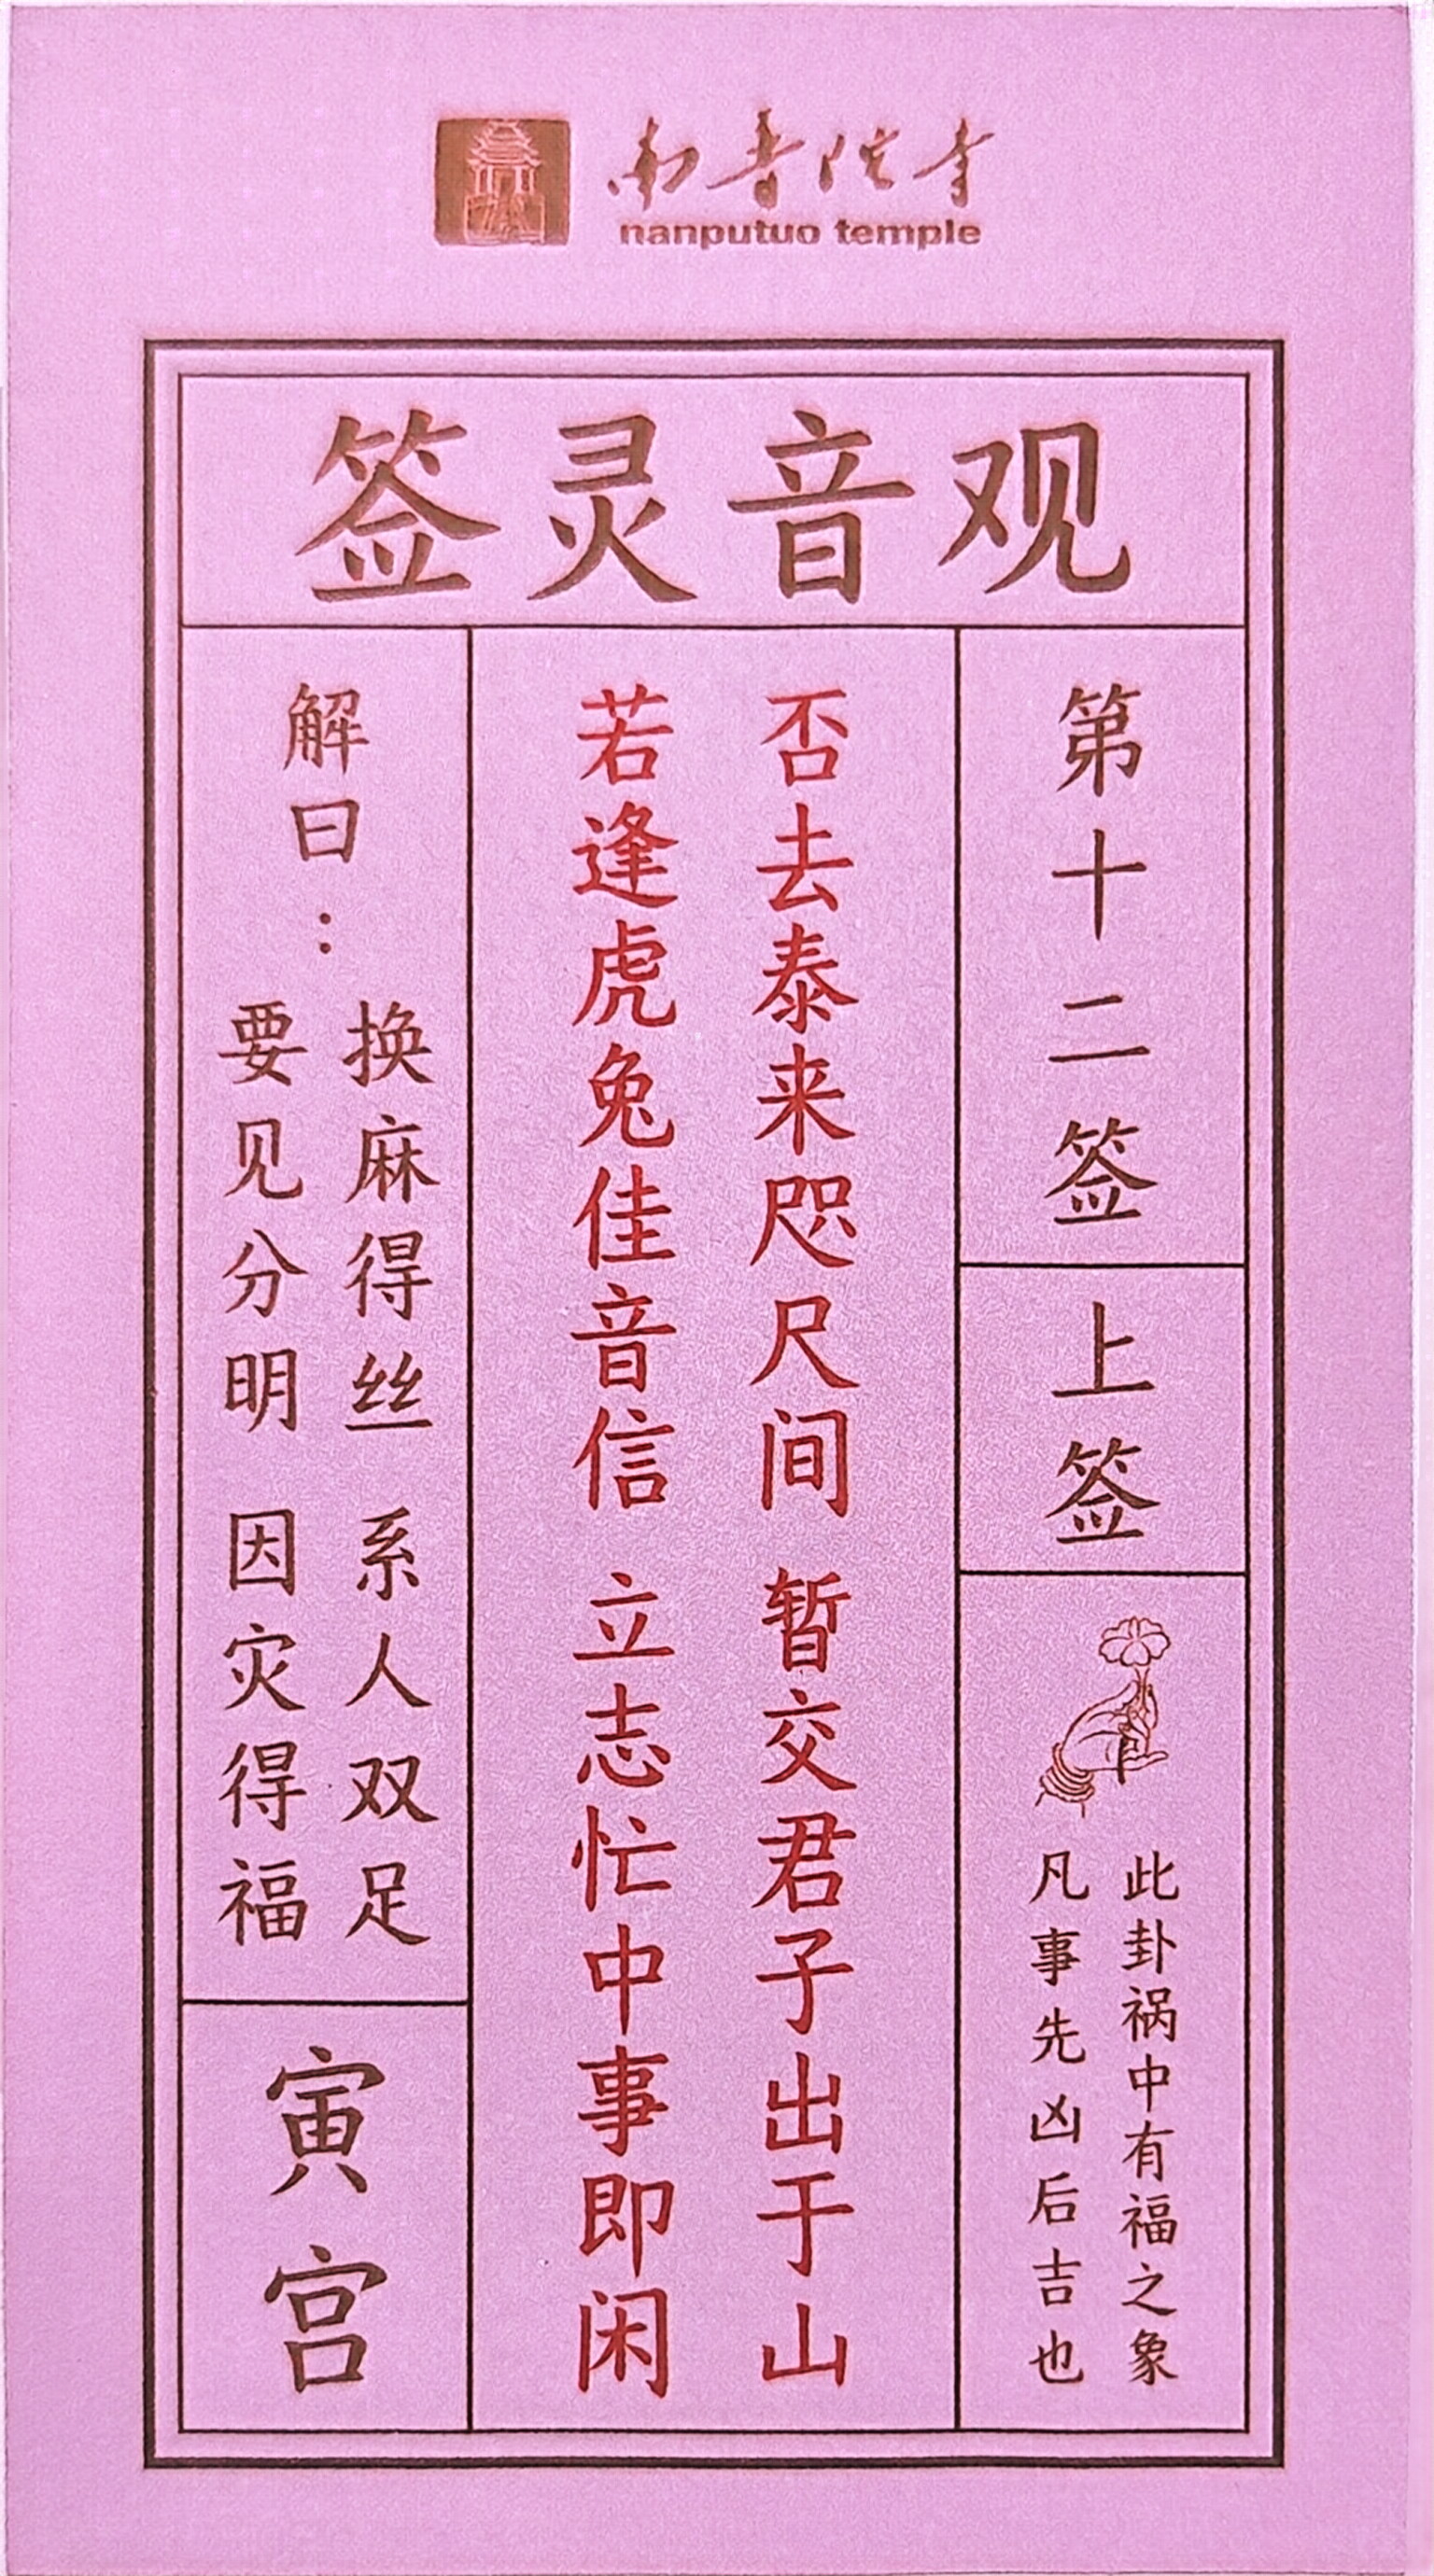 南普陀寺
nanputuo temple
观音灵签
第十二签
上签
此卦祸中有福之象
凡事先凶后吉也
否去泰来咫尺间 暂交君子出于山
若逢虎兔佳音信 立志忙中事即闲
解曰：
换麻得丝 系人双足
要见分明 因灾得福
寅宫